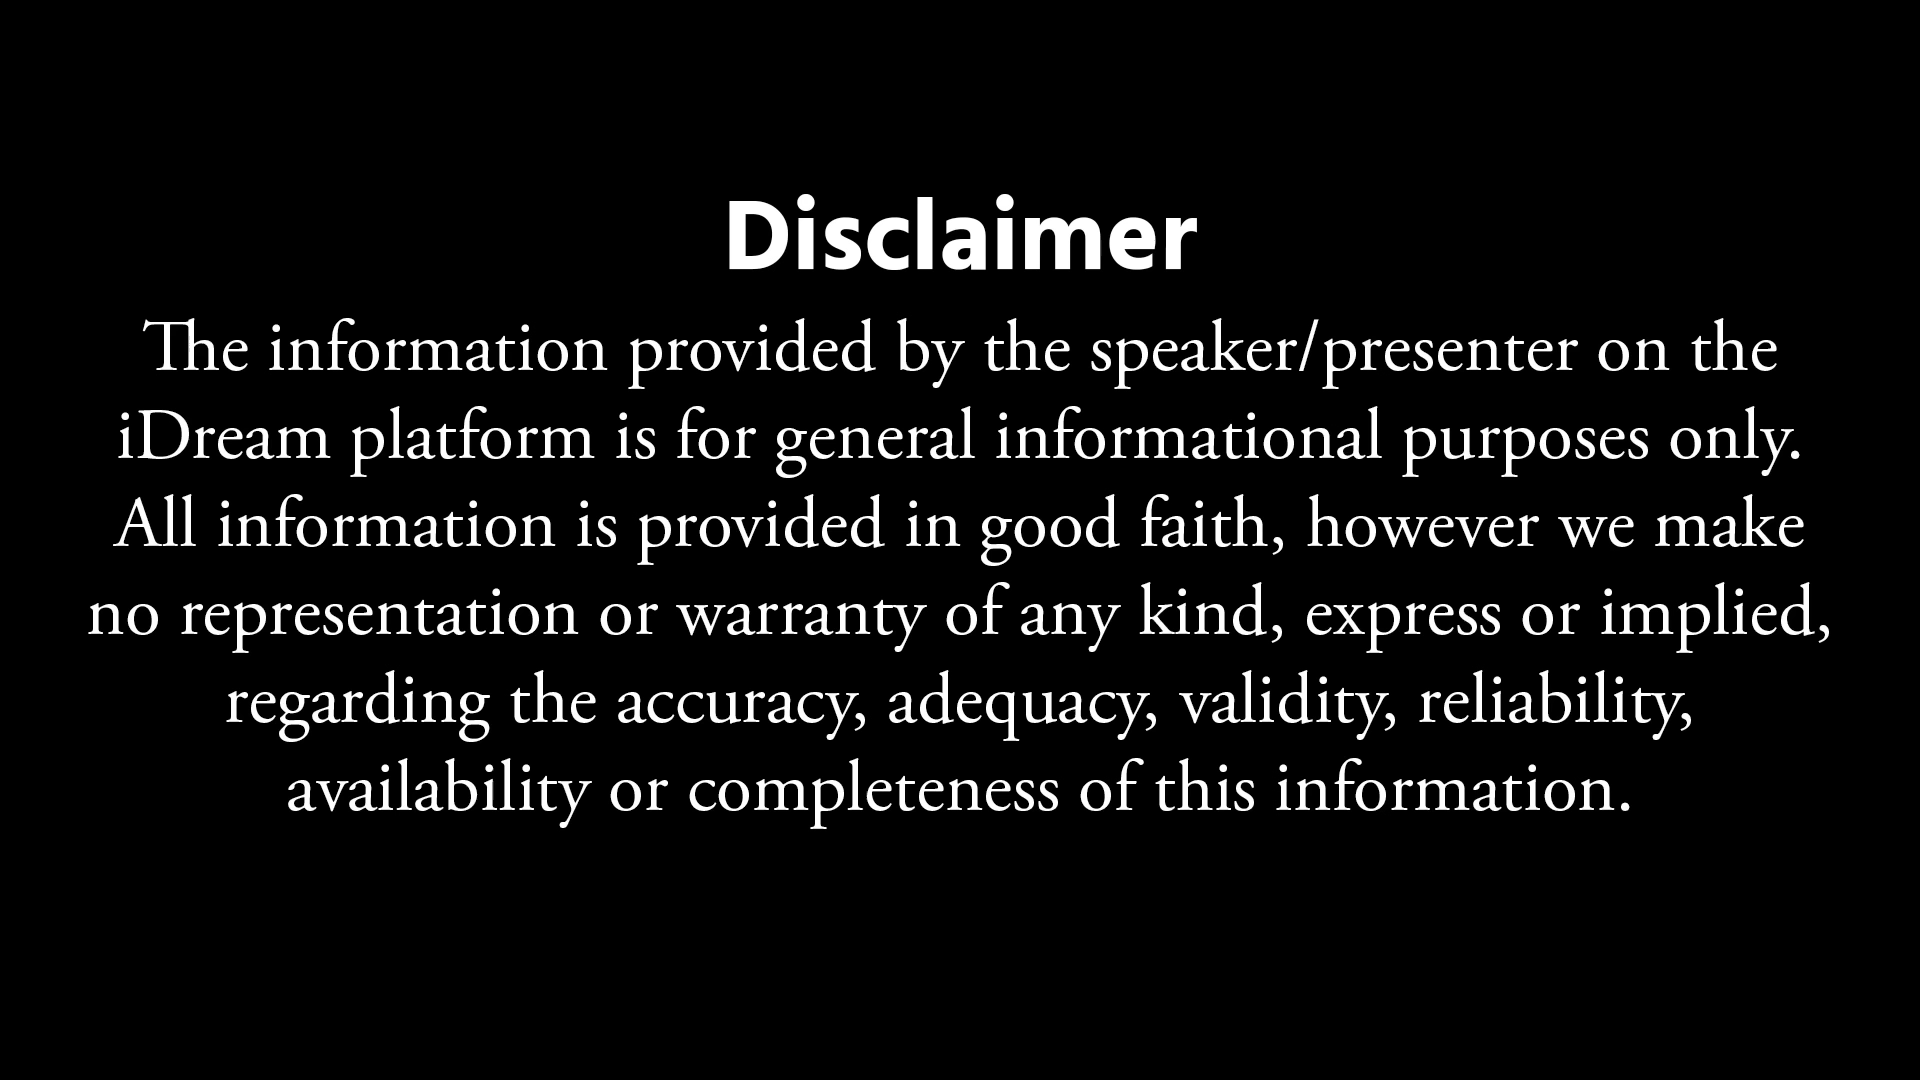 Disclaimer
The information provided by the speaker/presenter on the
iDream platform is for general informational purposes only.
All information is provided in good faith, however we make
no representation or warranty of any kind, express or implied,
regarding the accuracy, adequacy, validity, reliability,
availability or completeness of this information.